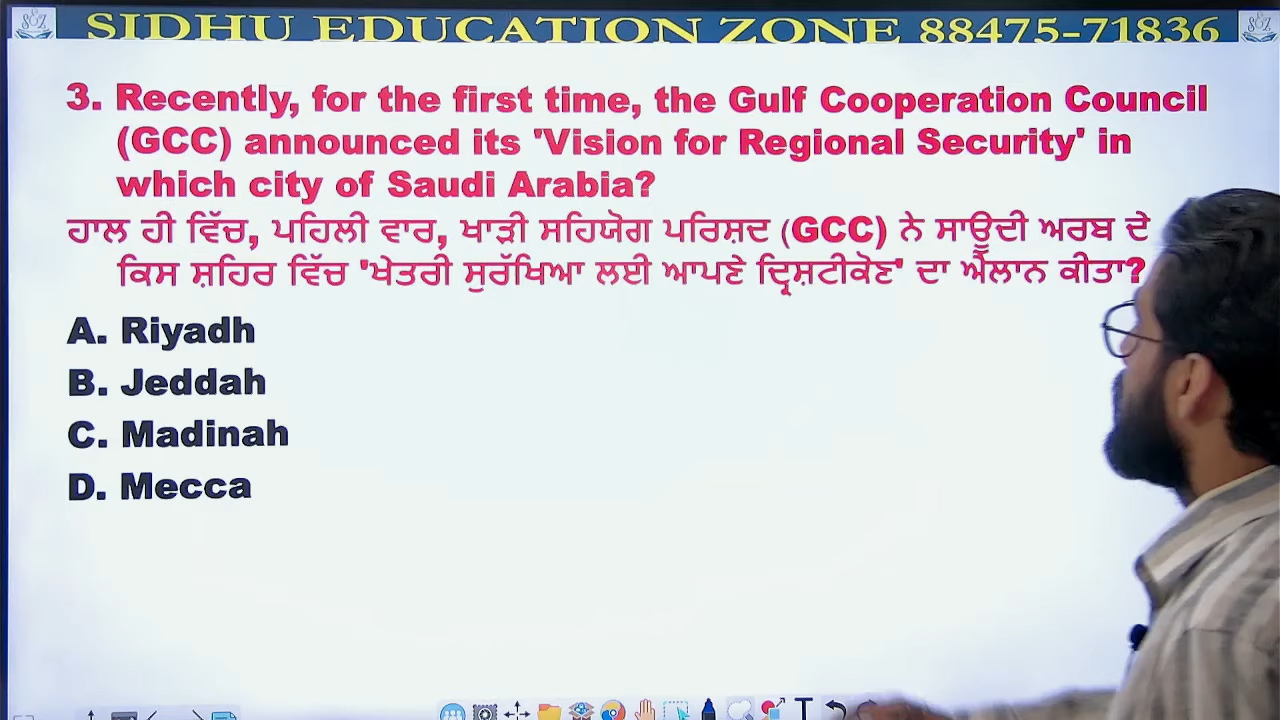 SIDHU EDUCATION ZONE 88475-71836
3. Recently, for the first time, the Gulf Cooperation Council
(GCC) announced its 'Vision for Regional Security' in
which city of Saudi Arabia?
ਹਾਲ ਹੀ ਵਿੱਚ, ਪਹਿਲੀ ਵਾਰ, ਖਾੜੀ ਸਹਿਯੋਗ ਪਰਿਸ਼ਦ (GCC) ਨੇ ਸਾਊਦੀ ਅਰਬ ਦੇ
ਕਿਸ ਸ਼ਹਿਰ ਵਿੱਚ 'ਖੇਤਰੀ ਸੁਰੱਖਿਆ ਲਈ ਆਪਣੇ ਦ੍ਰਿਸ਼ਟੀਕੋਣ' ਦਾ ਐਲਾਨ ਕੀਤਾ?
A. Riyadh
B. Jeddah
C. Madinah
D. Mecca